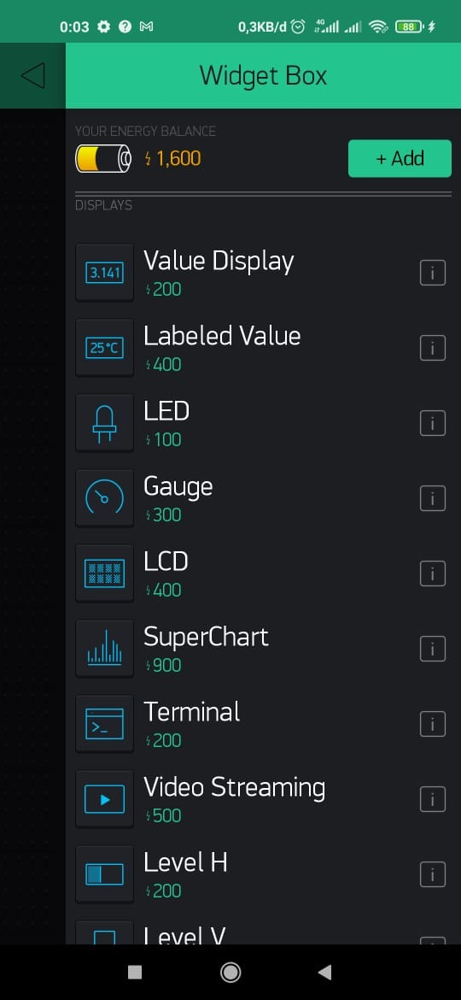 0:03
0,3KB/d 4G 88
Widget Box
YOUR ENERGY BALANCE
1,600
+ Add
DISPLAYS
3.141
Value Display
200
i
25°C
Labeled Value
400
i
LED
100
i
Gauge
300
i
LCD
400
i
SuperChart
900
i
>_
Terminal
200
i
Video Streaming
500
i
Level H
200
i
Level V